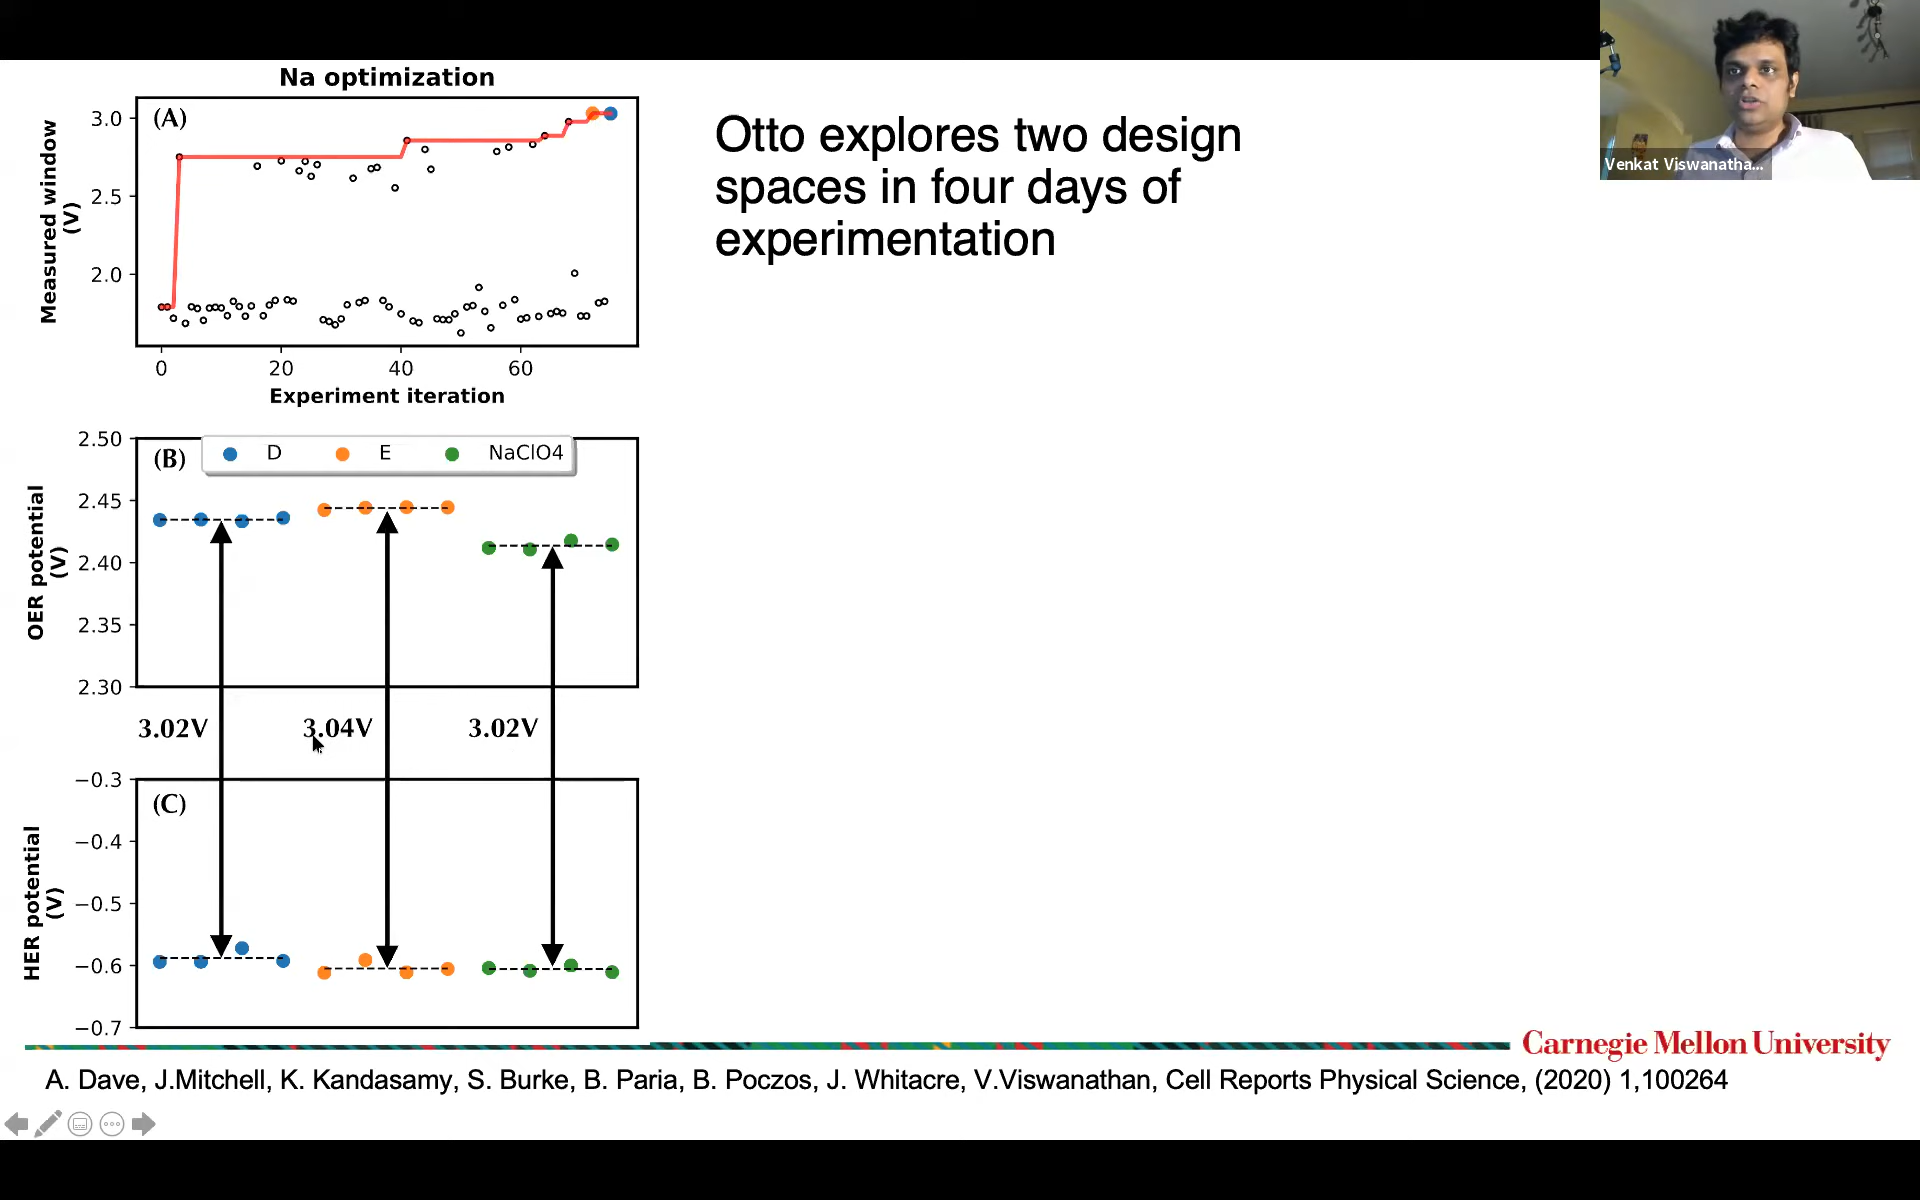 Na optimization
(A)
3.0
2.5
2.0
Measured window
(V)
0 20 40 60
Experiment iteration
Otto explores two design
spaces in four days of
experimentation
Venkat Viswanatha...
(B)
D E NaClO4
2.50
2.45
2.40
2.35
2.30
OER potential
(V)
3.02V 3.04V 3.02V
(C)
−0.3
−0.4
−0.5
−0.6
−0.7
HER potential
(V)
Carnegie Mellon University
A. Dave, J.Mitchell, K. Kandasamy, S. Burke, B. Paria, B. Poczos, J. Whitacre, V.Viswanathan, Cell Reports Physical Science, (2020) 1,100264